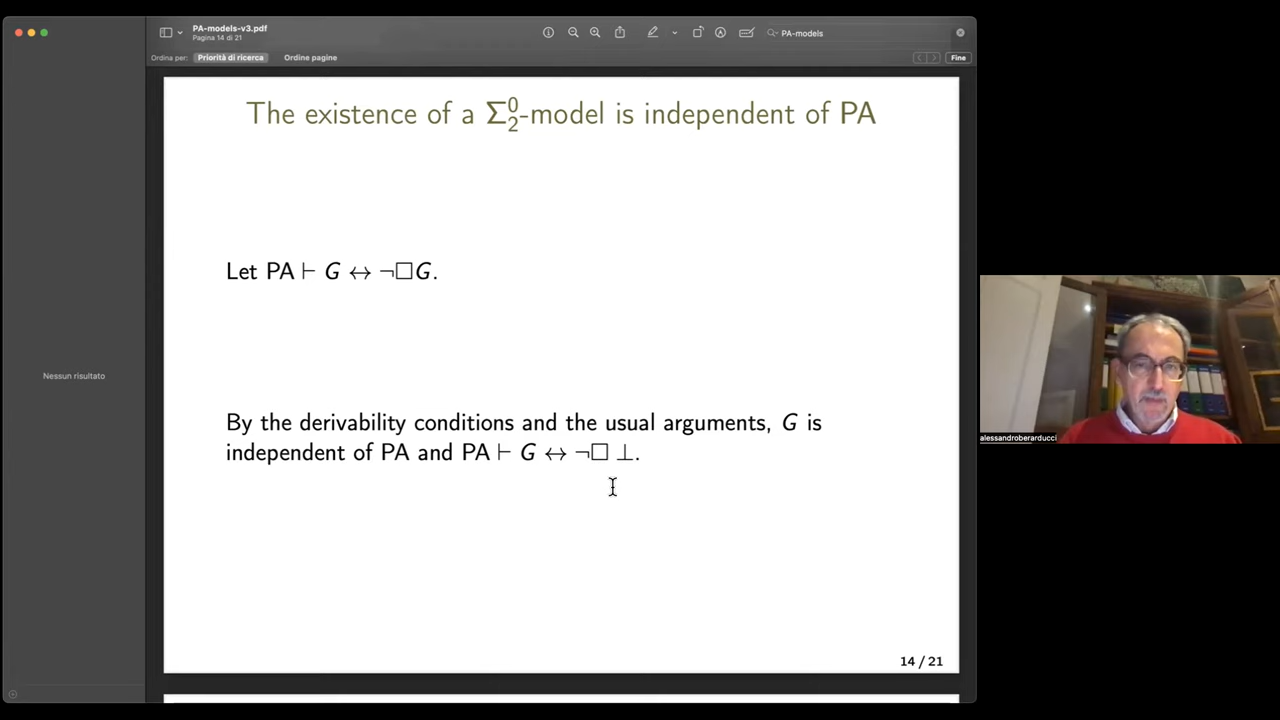 PA-models-v3.pdf
Pagina 14 di 21
PA-models
Ordina per: Priorità di ricerca Ordine pagine
Fine
The existence of a Σ⁰₂-model is independent of PA
Let PA ⊢ G ↔ ¬□G.
Nessun risultato
By the derivability conditions and the usual arguments, G is
independent of PA and PA ⊢ G ↔ ¬□ ⊥.
alessandroberarducci
14 / 21